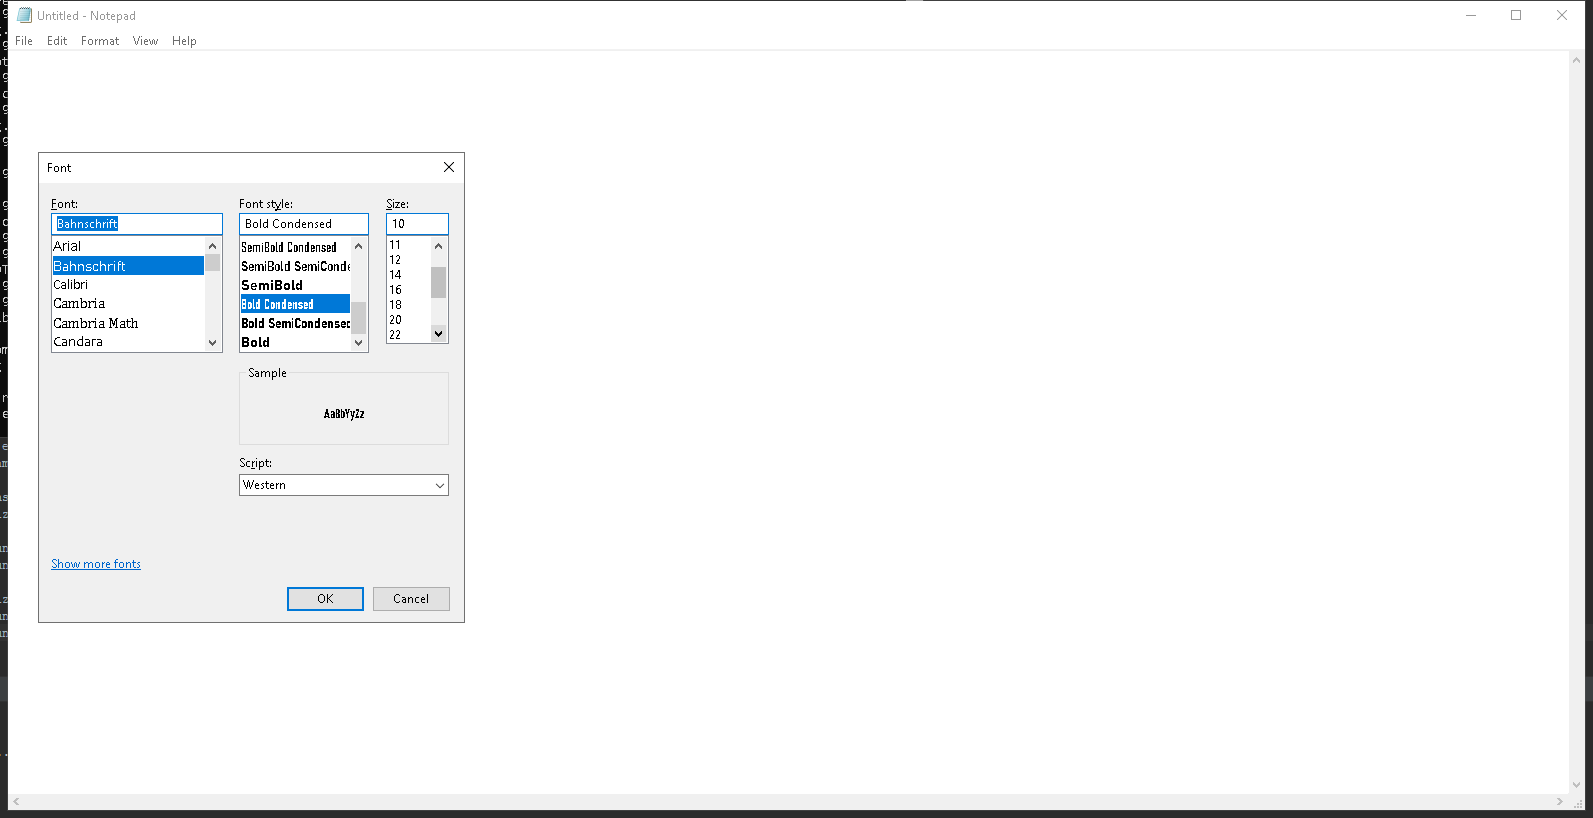 Untitled - Notepad
File Edit Format View Help
Font
Font: Font style: Size:
Bahnschrift Bold Condensed 10
Arial SemiBold Condensed 11
Bahnschrift SemiBold SemiConde 12
Calibri SemiBold 14
Cambria Bold Condensed 16
Cambria Math Bold SemiCondensed 18
Candara Bold 20
22
Sample
AaBbYyZz
Script:
Western
Show more fonts
OK Cancel